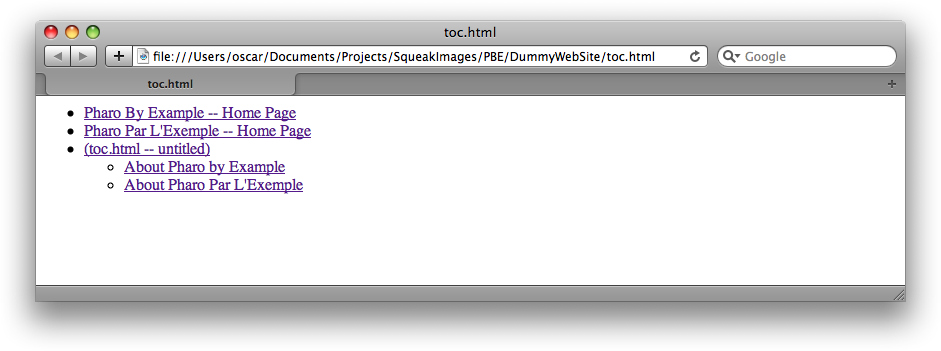 toc.html
file:///Users/oscar/Documents/Projects/SqueakImages/PBE/DummyWebSite/toc.html
Google
toc.html
Pharo By Example -- Home Page
Pharo Par L'Exemple -- Home Page
(toc.html -- untitled)
About Pharo by Example
About Pharo Par L'Exemple